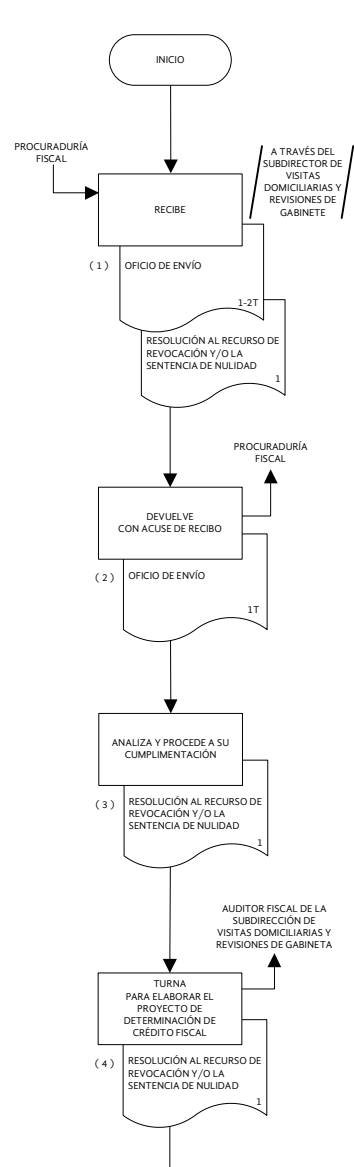 INICIO
PROCURADURÍA
FISCAL
A TRAVÉS DEL
SUBDIRECTOR DE
VISITAS
DOMICILIARIAS Y
REVISIONES DE
GABINETE
RECIBE
( 1 ) OFICIO DE ENVÍO
1-2T
RESOLUCIÓN AL RECURSO DE
REVOCACIÓN Y/O LA
SENTENCIA DE NULIDAD
1
PROCURADURÍA
FISCAL
DEVUELVE
CON ACUSE DE RECIBO
( 2 ) OFICIO DE ENVÍO
1T
ANALIZA Y PROCEDE A SU
CUMPLIMENTACIÓN
( 3 ) RESOLUCIÓN AL RECURSO DE
REVOCACIÓN Y/O LA
SENTENCIA DE NULIDAD
1
AUDITOR FISCAL DE LA
SUBDIRECCIÓN DE
VISITAS DOMICILIARIAS Y
REVISIONES DE GABINETA
TURNA
PARA ELABORAR EL
PROYECTO DE
DETERMINACIÓN DE
CRÉDITO FISCAL
( 4 ) RESOLUCIÓN AL RECURSO DE
REVOCACIÓN Y/O LA
SENTENCIA DE NULIDAD
1